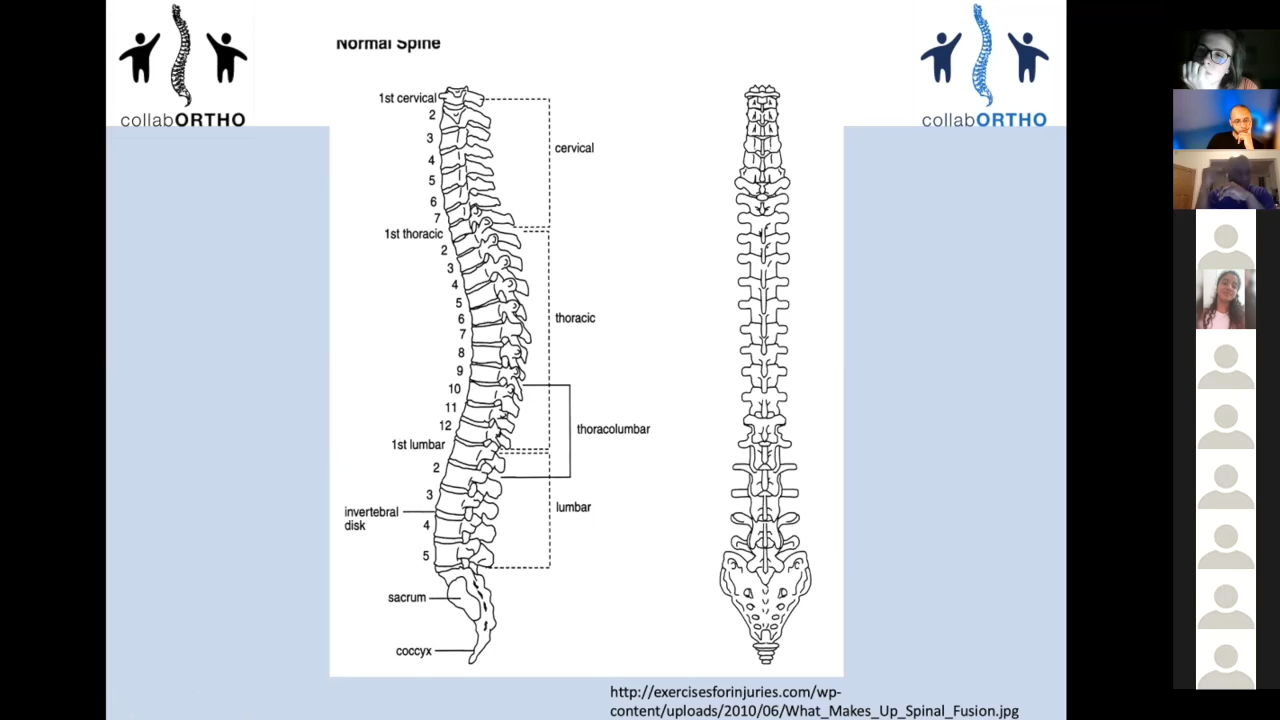 collabORTHO
collabORTHO
Normal Spine
1st cervical
2
3
4
5
6
7
1st thoracic
2
3
4
5
6
7
8
9
10
11
12
1st lumbar
2
3
invertebral
disk
4
5
sacrum
coccyx
cervical
thoracic
thoracolumbar
lumbar
http://exercisesforinjuries.com/wp-
content/uploads/2010/06/What_Makes_Up_Spinal_Fusion.jpg